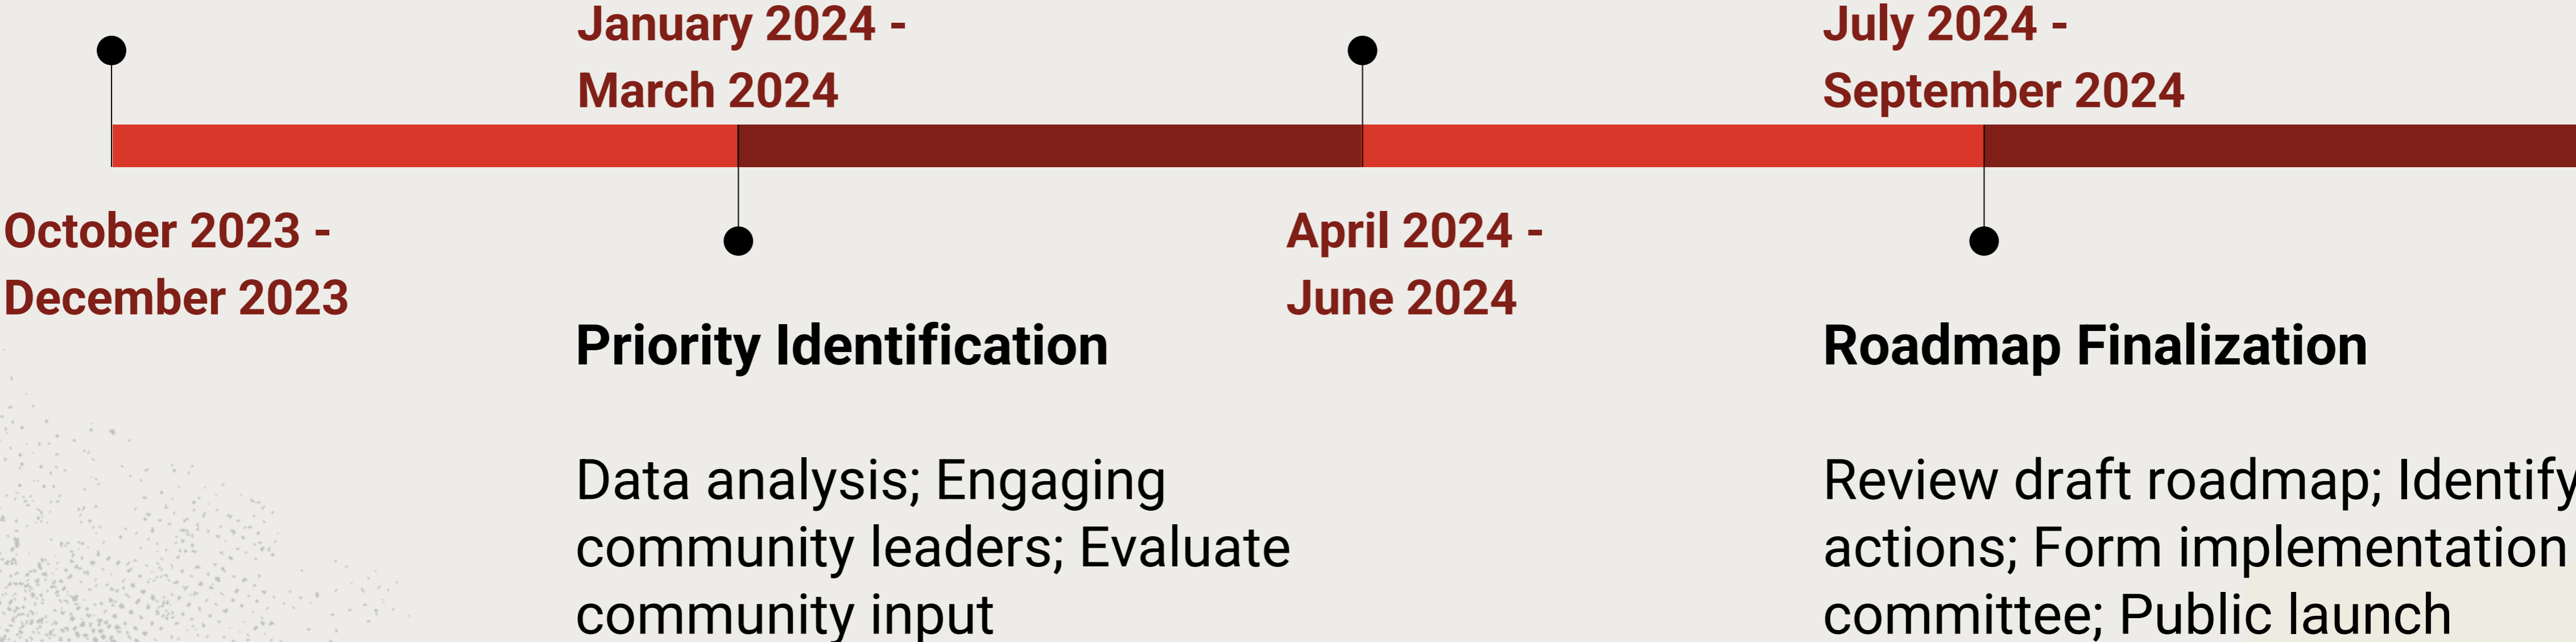 January 2024 -
March 2024
July 2024 -
September 2024
October 2023 -
December 2023
April 2024 -
June 2024
Priority Identification
Data analysis; Engaging
community leaders; Evaluate
community input
Roadmap Finalization
Review draft roadmap; Identify
actions; Form implementation
committee; Public launch